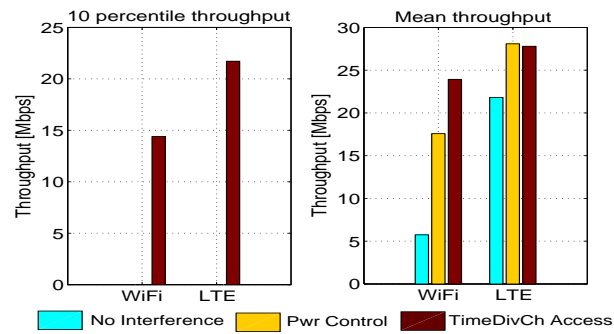 10 percentile throughput
Throughput [Mbps]
25
20
15
10
5
0
WiFi LTE
Mean throughput
Throughput [Mbps]
30
25
20
15
10
5
0
WiFi LTE
No Interference Pwr Control TimeDivCh Access